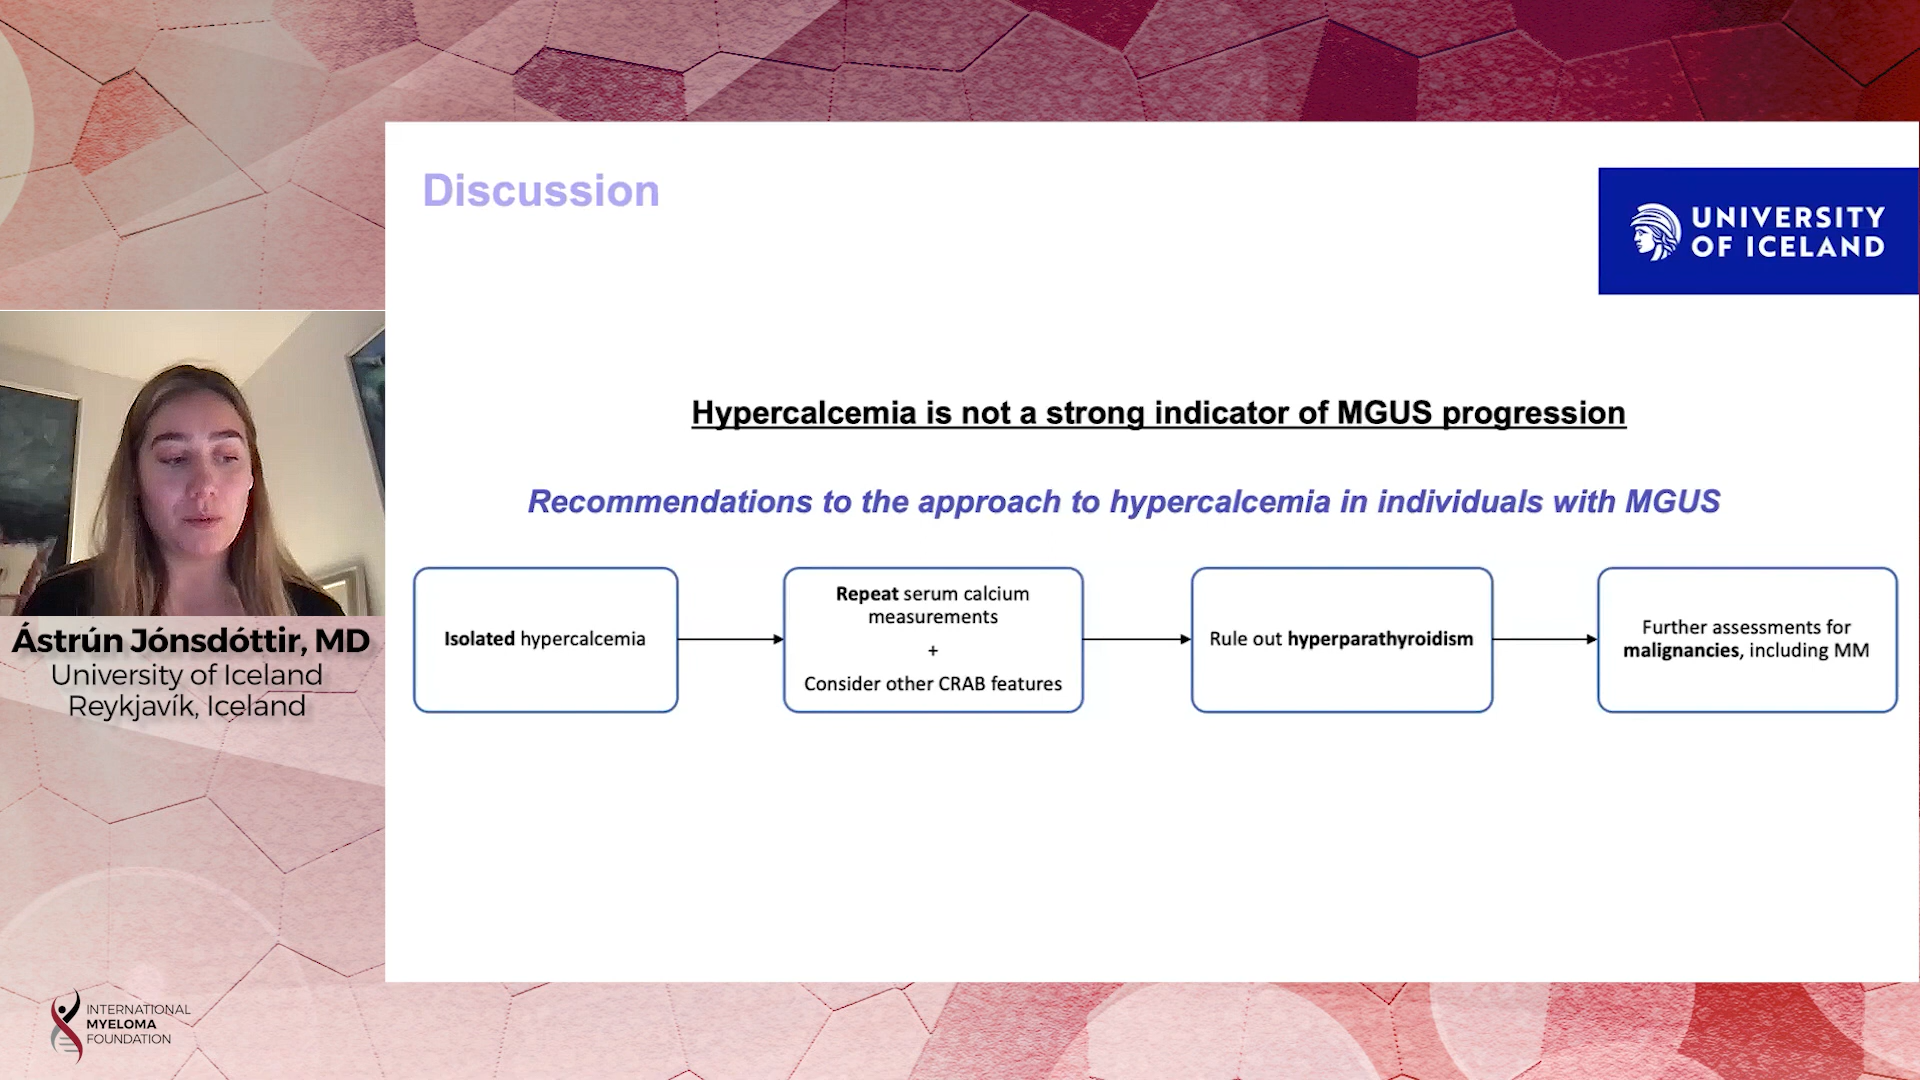 Discussion
UNIVERSITY
OF ICELAND
Hypercalcemia is not a strong indicator of MGUS progression
Recommendations to the approach to hypercalcemia in individuals with MGUS
Isolated hypercalcemia
Repeat serum calcium
measurements
+
Consider other CRAB features
Rule out hyperparathyroidism
Further assessments for
malignancies, including MM
Ástrún Jónsdóttir, MD
University of Iceland
Reykjavík, Iceland
INTERNATIONAL
MYELOMA
FOUNDATION